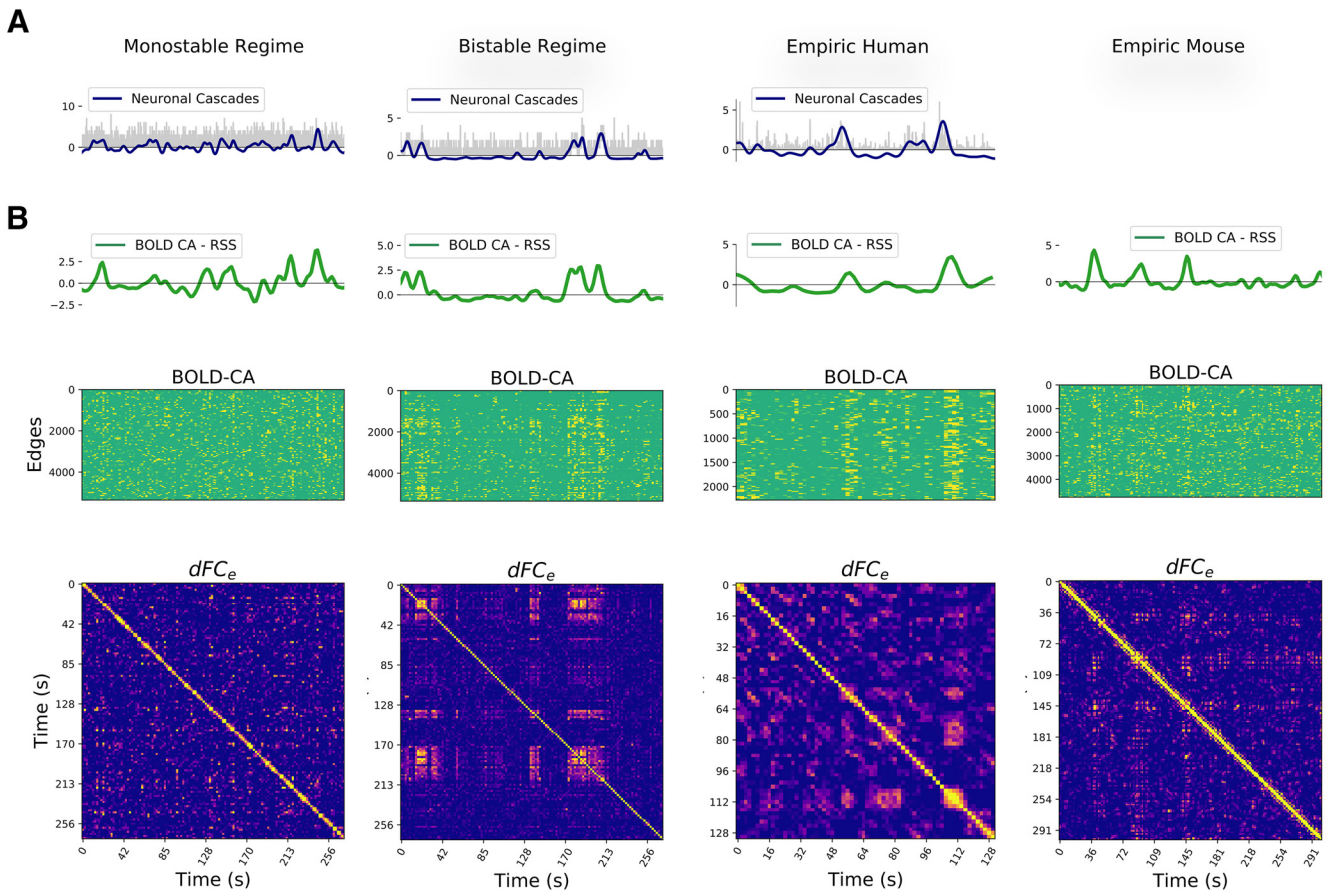 A
Monostable Regime
Bistable Regime
Empiric Human
Empiric Mouse
Neuronal Cascades
Neuronal Cascades
Neuronal Cascades
10
0
5
0
5
0
B
BOLD CA - RSS
BOLD CA - RSS
BOLD CA - RSS
BOLD CA - RSS
2.5
0.0
−2.5
5.0
2.5
0.0
5
0
5
0
BOLD-CA
BOLD-CA
BOLD-CA
BOLD-CA
Edges
0
2000
4000
0
2000
4000
0
500
1000
1500
2000
0
1000
2000
3000
4000
dFCe
dFCe
dFCe
dFCe
Time (s)
0
42
85
128
170
213
256
0
42
85
128
170
213
256
0
16
32
48
64
80
96
112
128
0
36
72
109
145
181
218
254
291
0 42 85 128 170 213 256
0 42 85 128 170 213 256
0 16 32 48 64 80 96 112 128
0 36 72 109 145 181 218 254 291
Time (s)
Time (s)
Time (s)
Time (s)